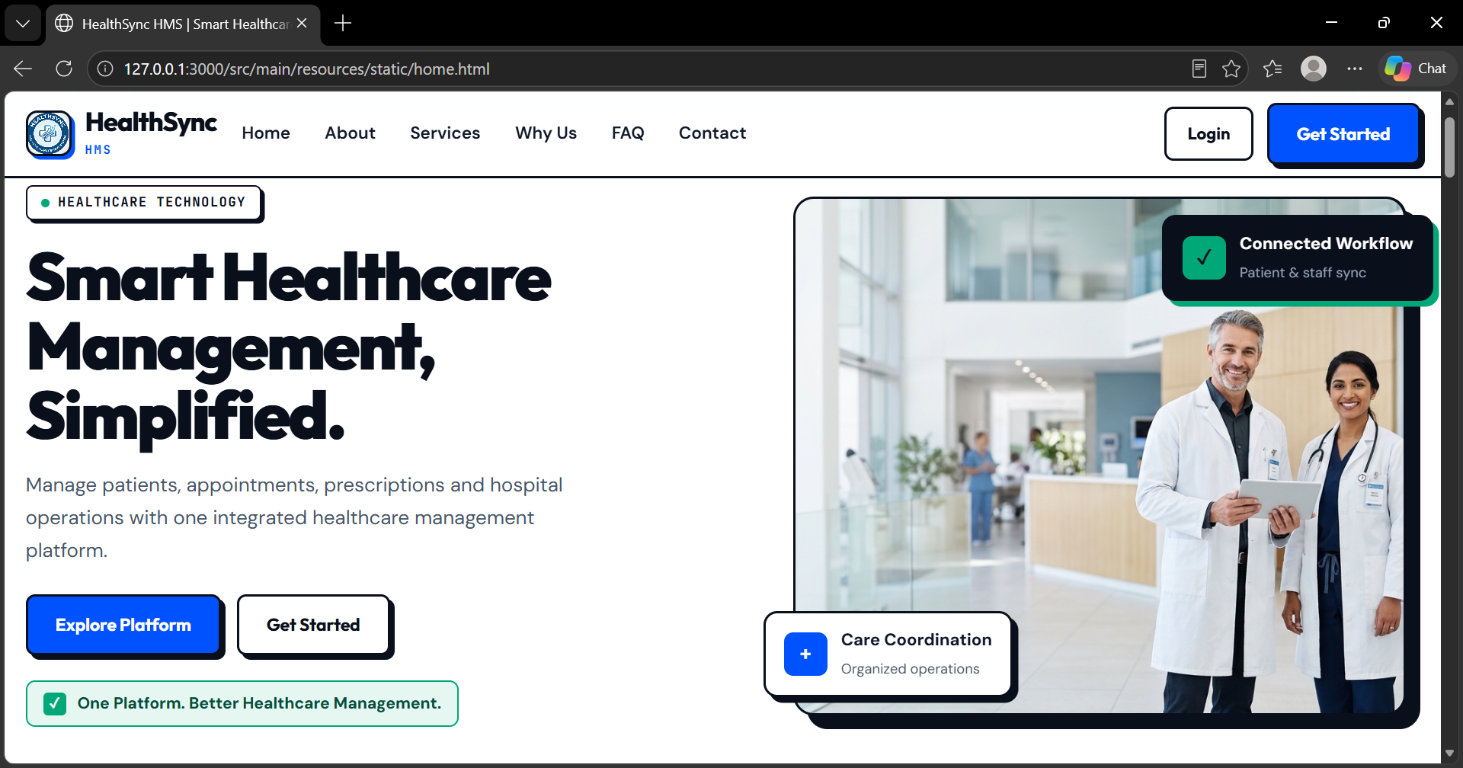 HealthSync HMS | Smart Healthcar
127.0.0.1:3000/src/main/resources/static/home.html
Chat
HealthSync
HMS
Home
About
Services
Why Us
FAQ
Contact
Login
Get Started
HEALTHCARE TECHNOLOGY
Smart Healthcare
Management,
Simplified.
Manage patients, appointments, prescriptions and hospital
operations with one integrated healthcare management
platform.
Explore Platform
Get Started
One Platform. Better Healthcare Management.
Connected Workflow
Patient & staff sync
Care Coordination
Organized operations